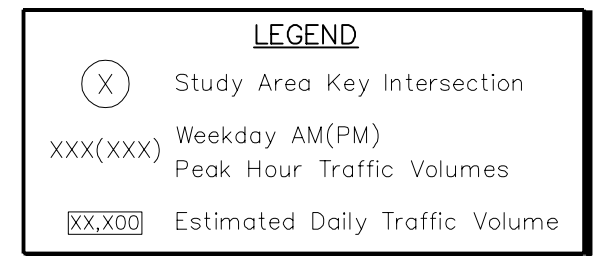 LEGEND
X Study Area Key Intersection
XXX(XXX) Weekday AM(PM)
Peak Hour Traffic Volumes
XX,X00 Estimated Daily Traffic Volume